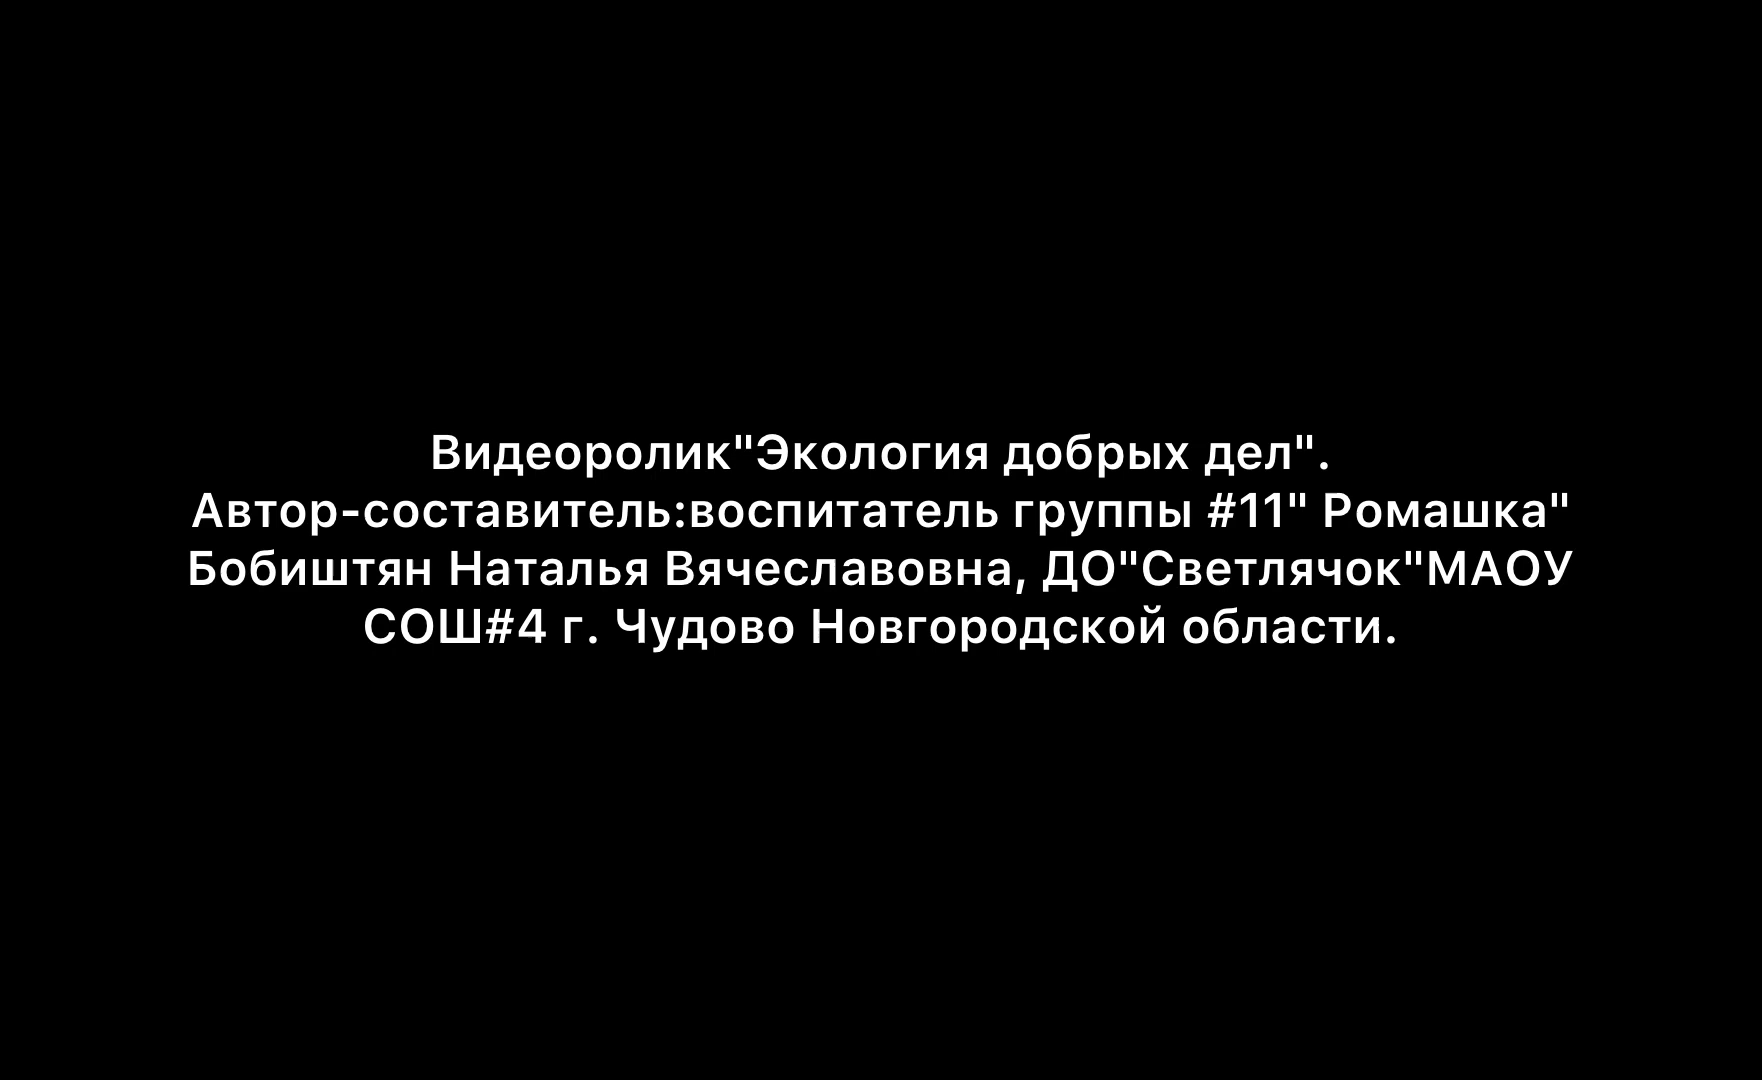 Видеоролик"Экология добрых дел".
Автор-составитель:воспитатель группы #11" Ромашка"
Бобиштян Наталья Вячеславовна, ДО"Светлячок"МАОУ
СОШ#4 г. Чудово Новгородской области.